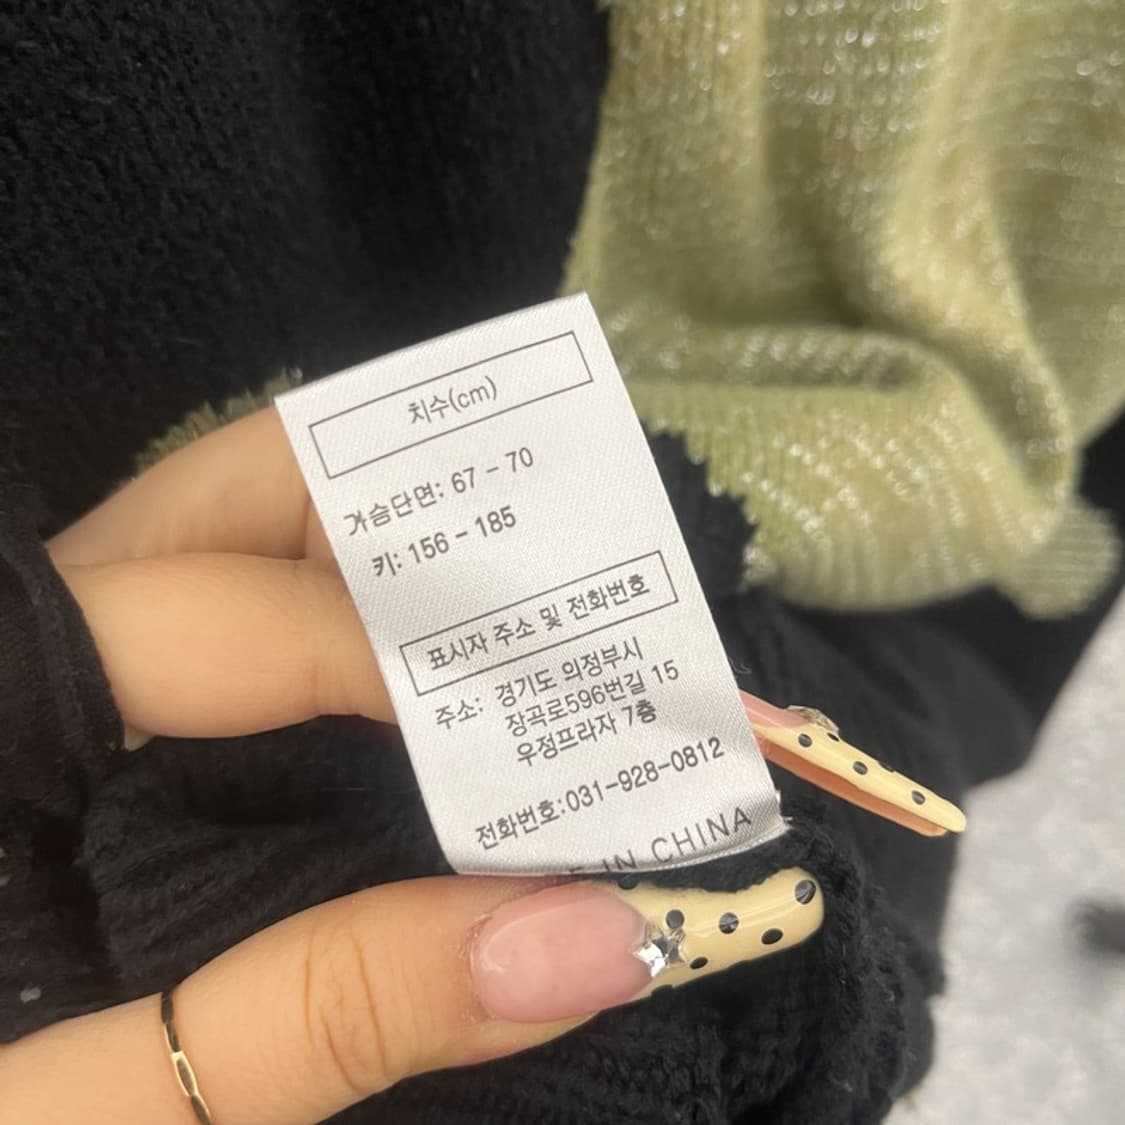 치수(cm)
가슴단면: 67 - 70
키: 156 - 185
표시자 주소 및 전화번호
주소: 경기도 의정부시
장곡로596번길 15
우정프라자 7층
전화번호:031-928-0812
IN CHINA